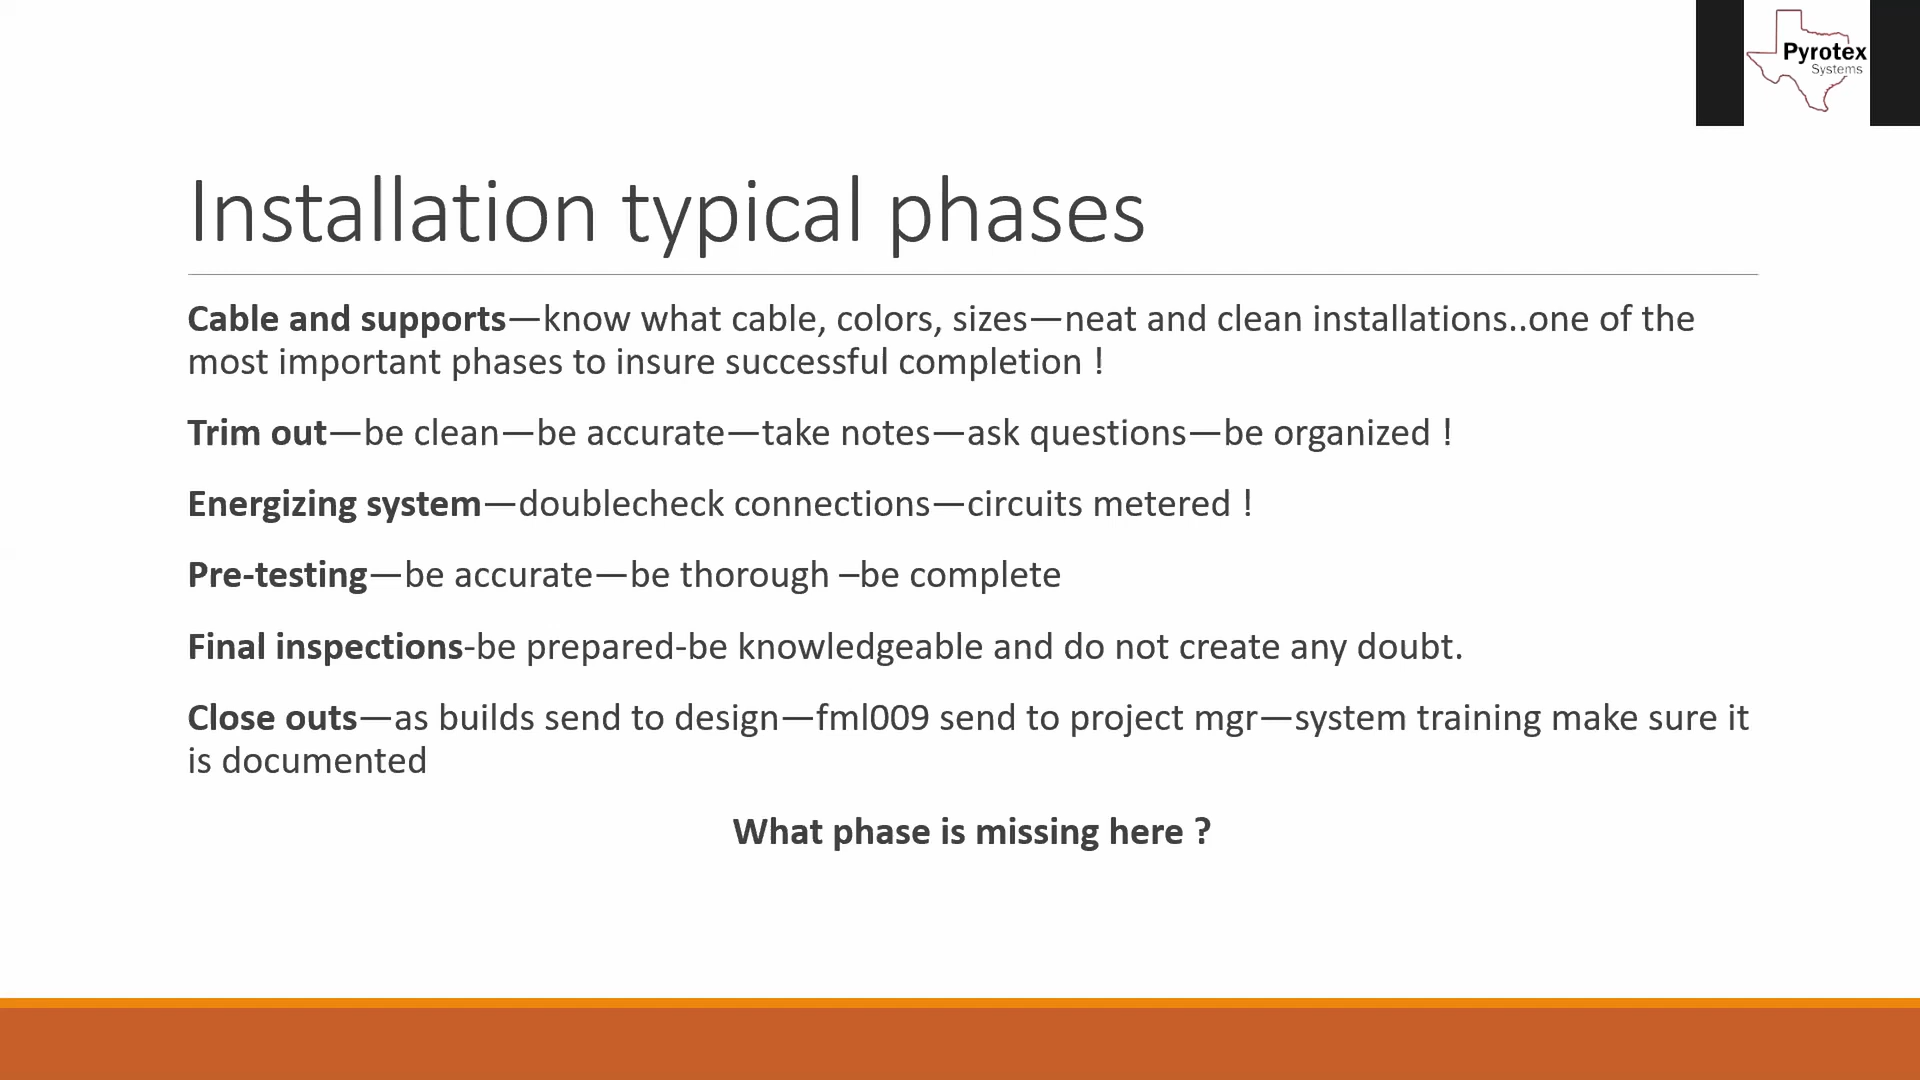 Pyrotex
Systems
Installation typical phases
Cable and supports—know what cable, colors, sizes—neat and clean installations..one of the
most important phases to insure successful completion !
Trim out—be clean—be accurate—take notes—ask questions—be organized !
Energizing system—doublecheck connections—circuits metered !
Pre-testing—be accurate—be thorough –be complete
Final inspections-be prepared-be knowledgeable and do not create any doubt.
Close outs—as builds send to design—fml009 send to project mgr—system training make sure it
is documented
What phase is missing here ?